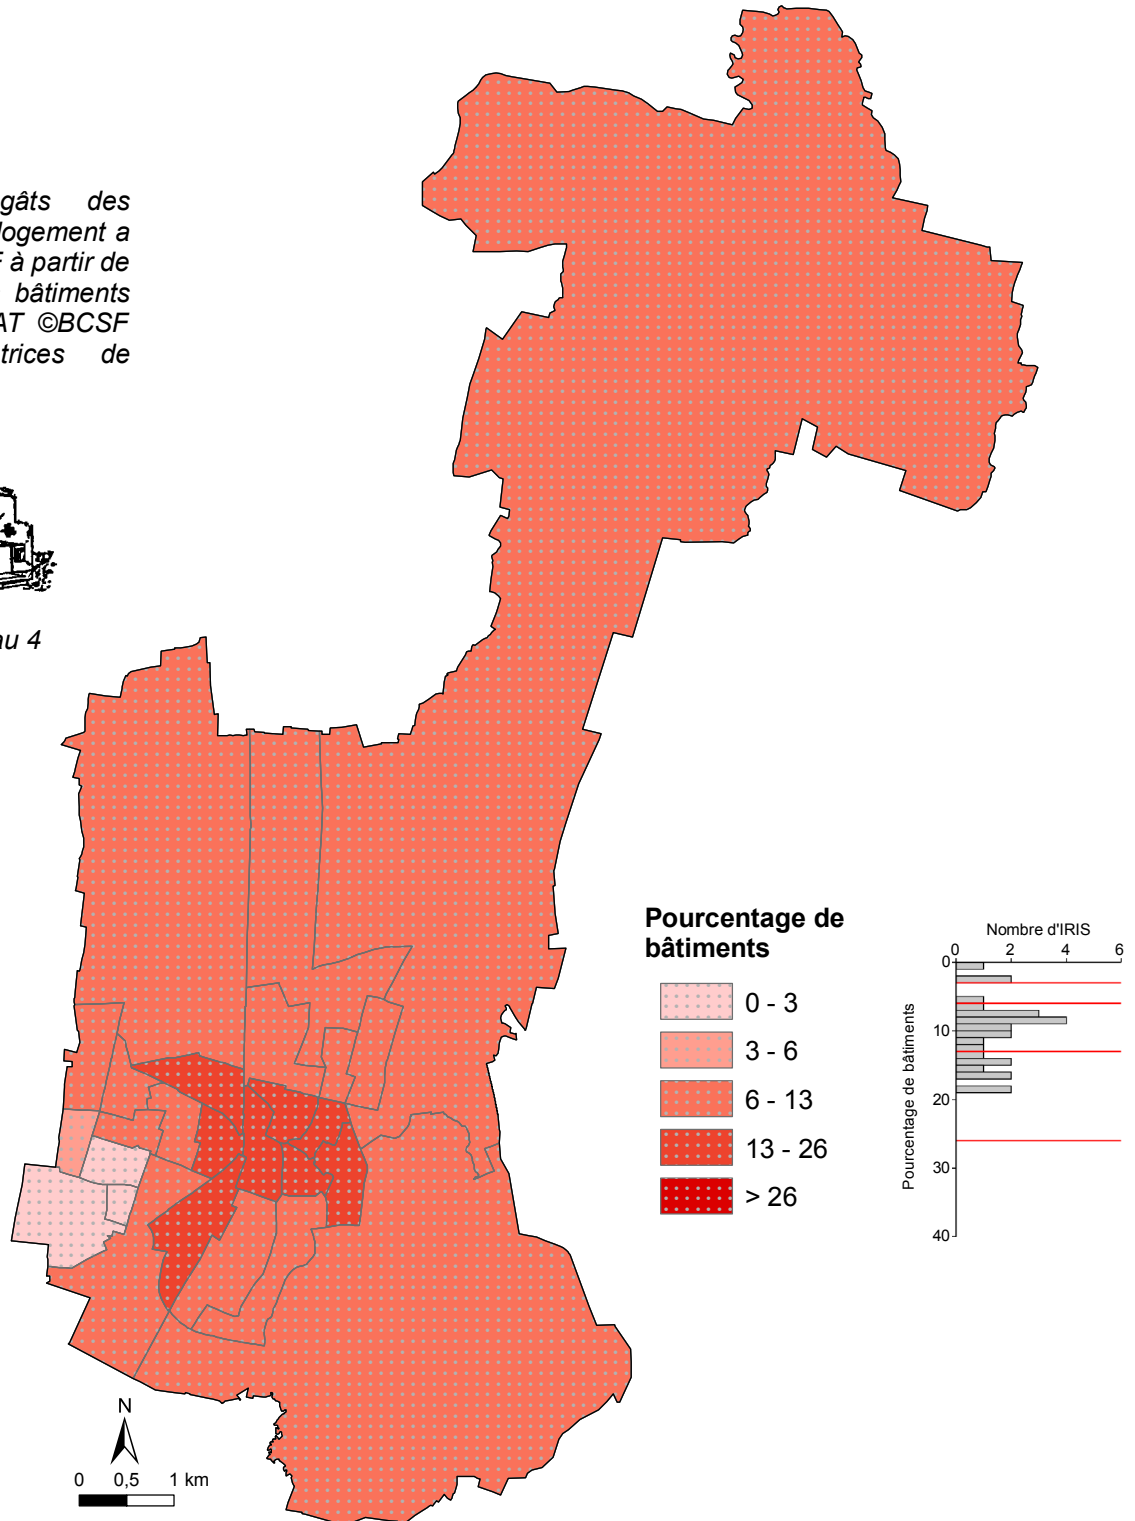 gâts des
logement a
à partir de
bâtiments
AT ©BCSF
trices de
au 4
Pourcentage de
bâtiments
0 - 3
3 - 6
6 - 13
13 - 26
> 26
Nombre d'IRIS
0 2 4 6
Pourcentage de bâtiments
0
10
20
30
40
N
0 0,5 1 km